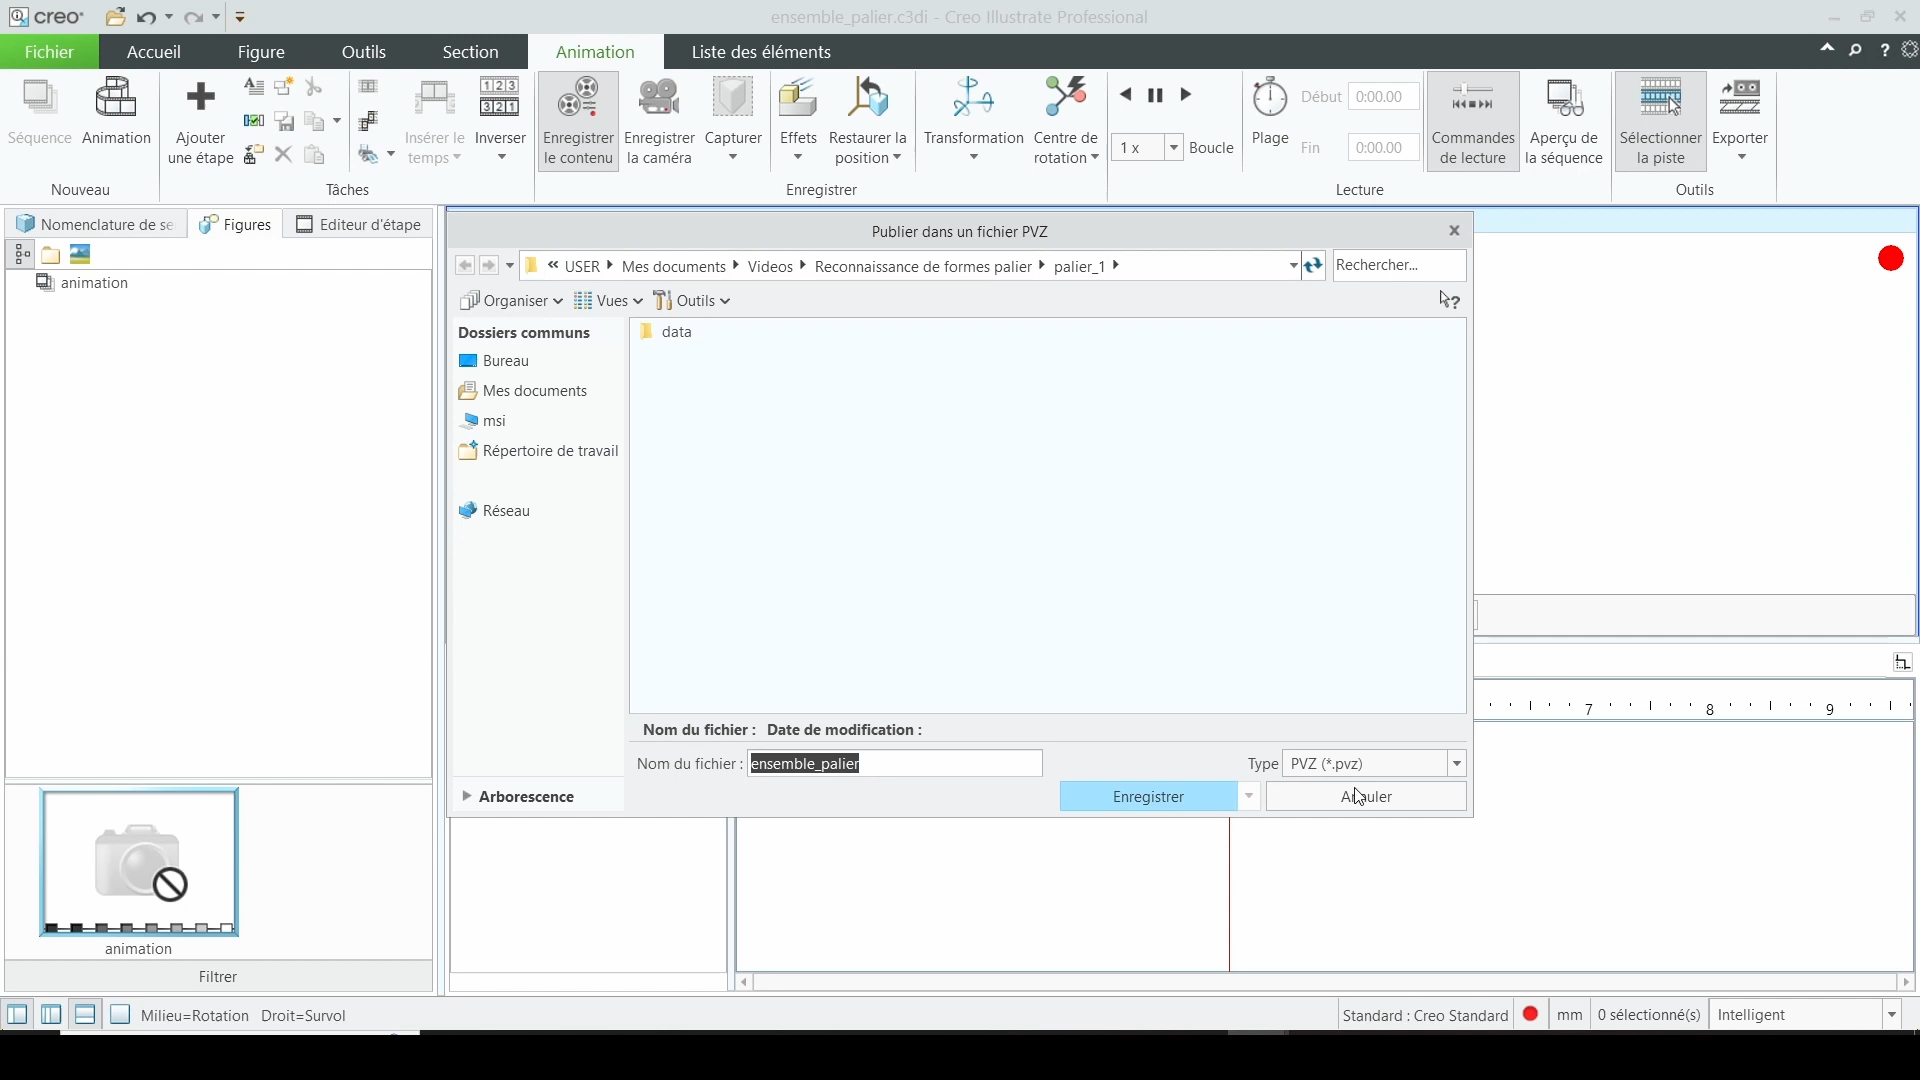 creo
ensemble_palier.c3di - Creo Illustrate Professional
Fichier Accueil Figure Outils Section Animation Liste des éléments
?
Séquence Animation
Nouveau
Ajouter une étape
Insérer le temps
Inverser
1 2 3
3 2 1
Tâches
Enregistrer le contenu
Enregistrer la caméra
Capturer
Effets
Restaurer la position
Enregistrer
Transformation
Centre de rotation
1 x Boucle
Plage
Début 0:00.00
Fin 0:00.00
Commandes de lecture
Aperçu de la séquence
Lecture
Sélectionner la piste
Exporter
Outils
Figures Editeur d'étape
animation
Publier dans un fichier PVZ
« USER Mes documents Videos Reconnaissance de formes palier palier_1
Rechercher...
Organiser Vues Outils
?
Dossiers communs
Bureau
Mes documents
msi
Répertoire de travail
Réseau
Arborescence
data
Nom du fichier : Date de modification :
Nom du fichier : ensemble_palier
Type PVZ (*.pvz)
Enregistrer
7 8 9
animation
Filtrer
Milieu=Rotation Droit=Survol
Standard : Creo Standard
mm
0 sélectionné(s)
Intelligent